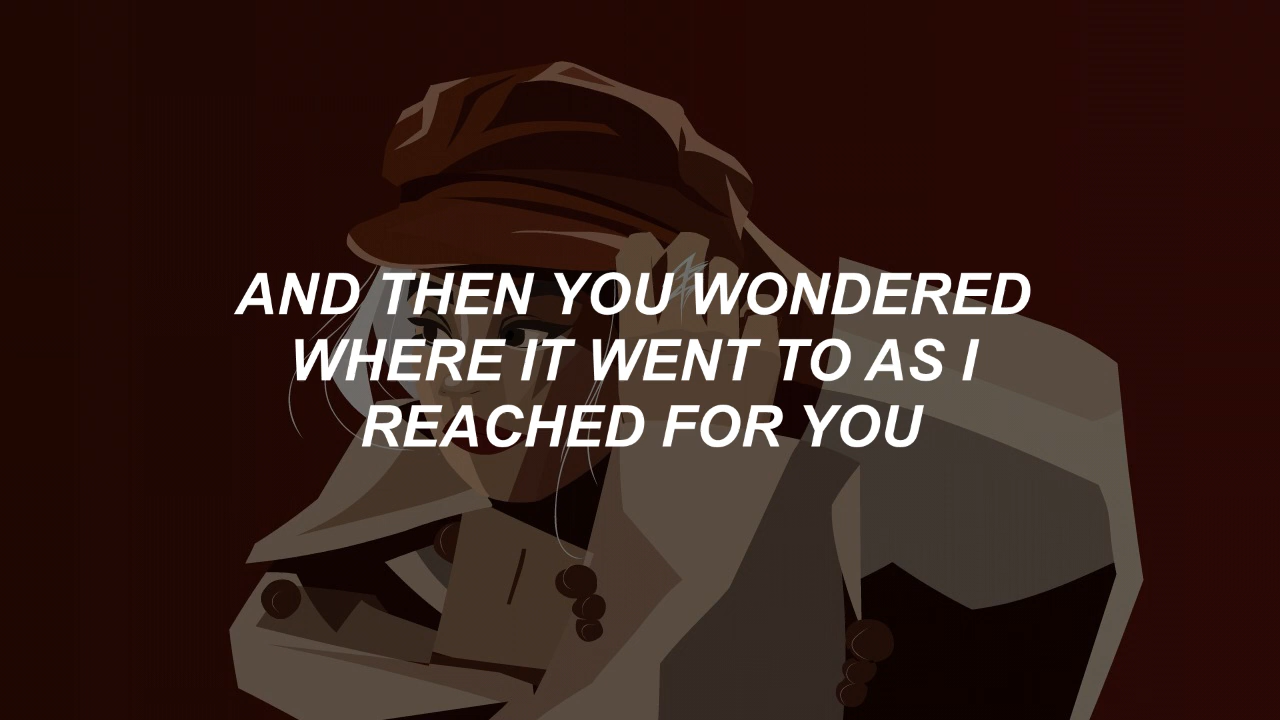 AND THEN YOU WONDERED
WHERE IT WENT TO AS I
REACHED FOR YOU